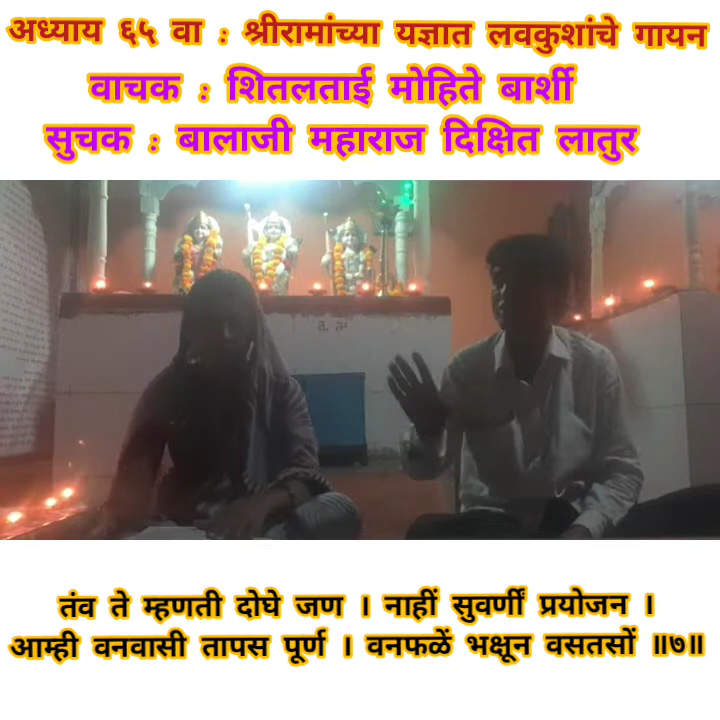 अध्याय ६५ वा : श्रीरामांच्या यज्ञात लवकुशांचे गायन
वाचक : शितलताई मोहिते बार्शी
सुचक : बालाजी महाराज दिक्षित लातुर
तंव ते म्हणती दोघे जण । नाहीं सुवर्णीं प्रयोजन ।
आम्ही वनवासी तापस पूर्ण । वनफळें भक्षून वसतसों ॥७॥